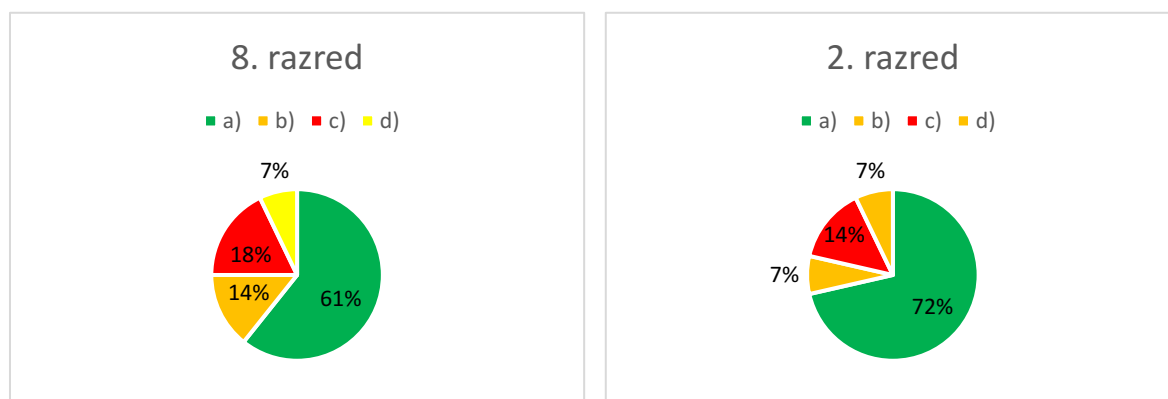 8. razred
a) b) c) d)
7%
18%
14%
61%
2. razred
a) b) c) d)
7%
14%
7%
72%